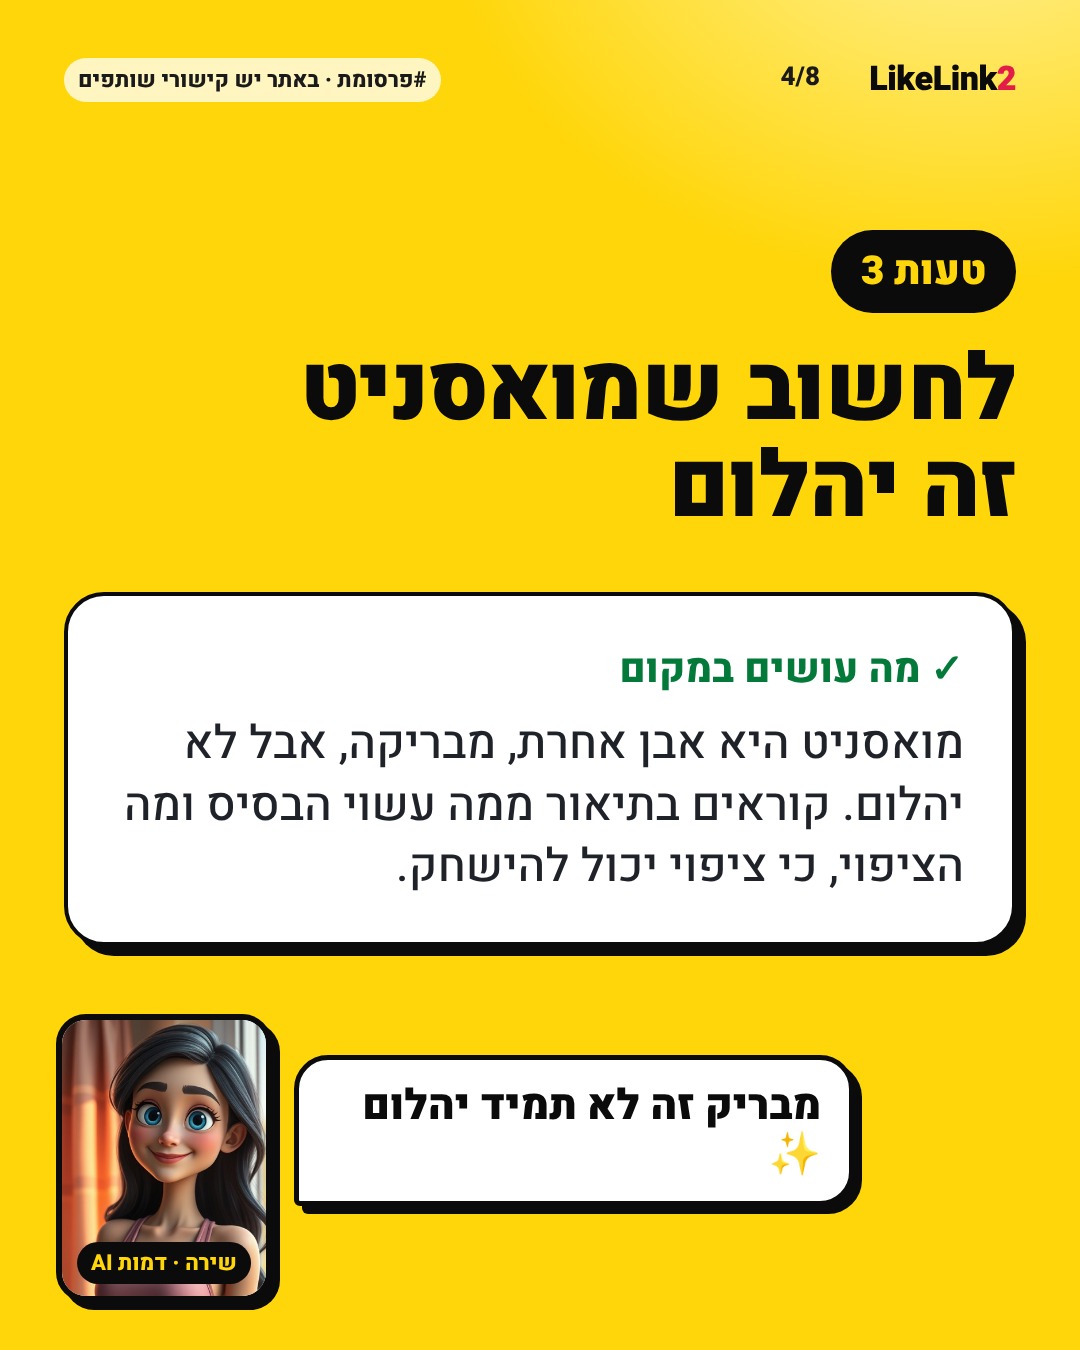 LikeLink2
4/8
#פרסומת · באתר יש קישורי שותפים
טעות 3
לחשוב שמואסניט
זה יהלום
✓ מה עושים במקום
מואסניט היא אבן אחרת, מבריקה, אבל לא
יהלום. קוראים בתיאור ממה עשוי הבסיס ומה
הציפוי, כי ציפוי יכול להישחק.
מבריק זה לא תמיד יהלום
✨
שירה · דמות AI